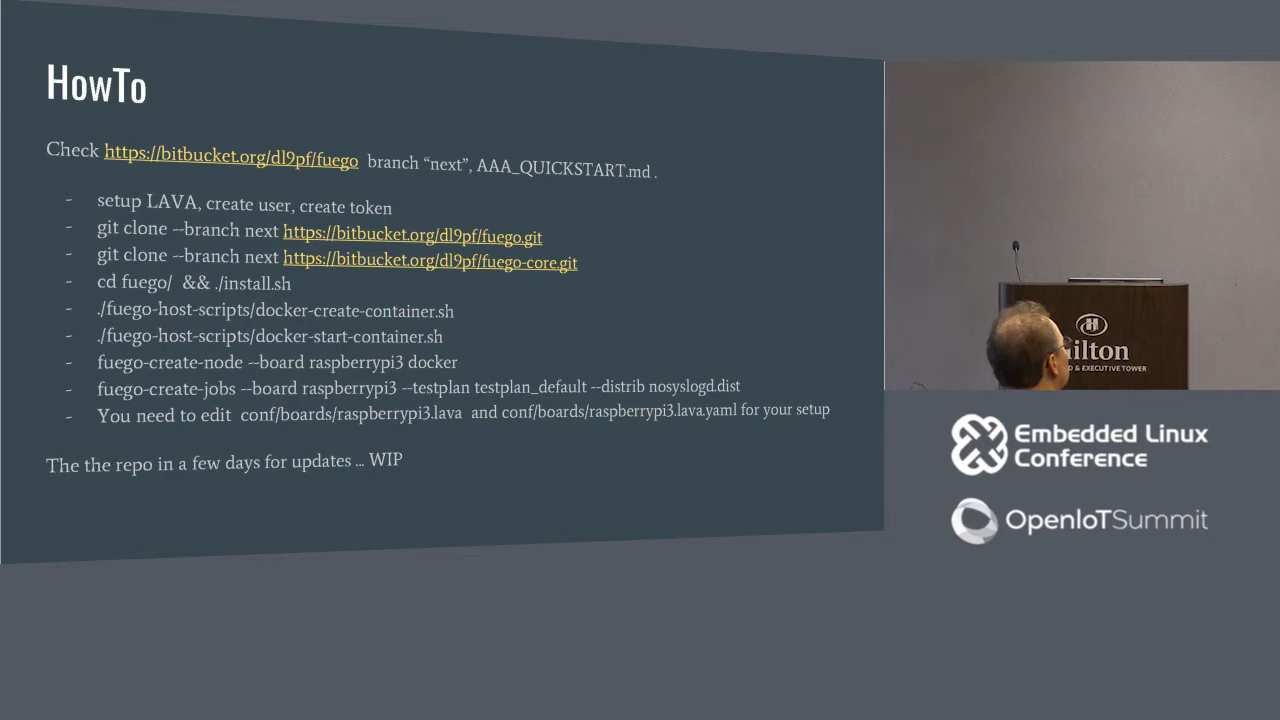 HowTo
Check https://bitbucket.org/dl9pf/fuego branch “next”, AAA_QUICKSTART.md .
- setup LAVA, create user, create token
- git clone --branch next https://bitbucket.org/dl9pf/fuego.git
- git clone --branch next https://bitbucket.org/dl9pf/fuego-core.git
- cd fuego/ && ./install.sh
- ./fuego-host-scripts/docker-create-container.sh
- ./fuego-host-scripts/docker-start-container.sh
- fuego-create-node --board raspberrypi3 docker
- fuego-create-jobs --board raspberrypi3 --testplan testplan_default --distrib nosyslogd.dist
- You need to edit conf/boards/raspberrypi3.lava and conf/boards/raspberrypi3.lava.yaml for your setup
The the repo in a few days for updates ... WIP
ilton
& EXECUTIVE TOWER
Embedded Linux
Conference
OpenIoTSummit